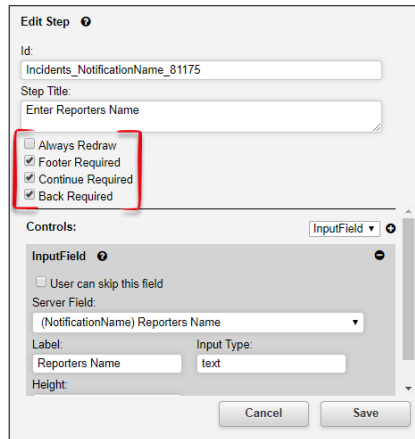 Edit Step
Id:
Incidents_NotificationName_81175
Step Title:
Enter Reporters Name
Always Redraw
Footer Required
Continue Required
Back Required
Controls: InputField
InputField
User can skip this field
Server Field:
(NotificationName) Reporters Name
Label: Input Type:
Reporters Name text
Height:
Cancel Save